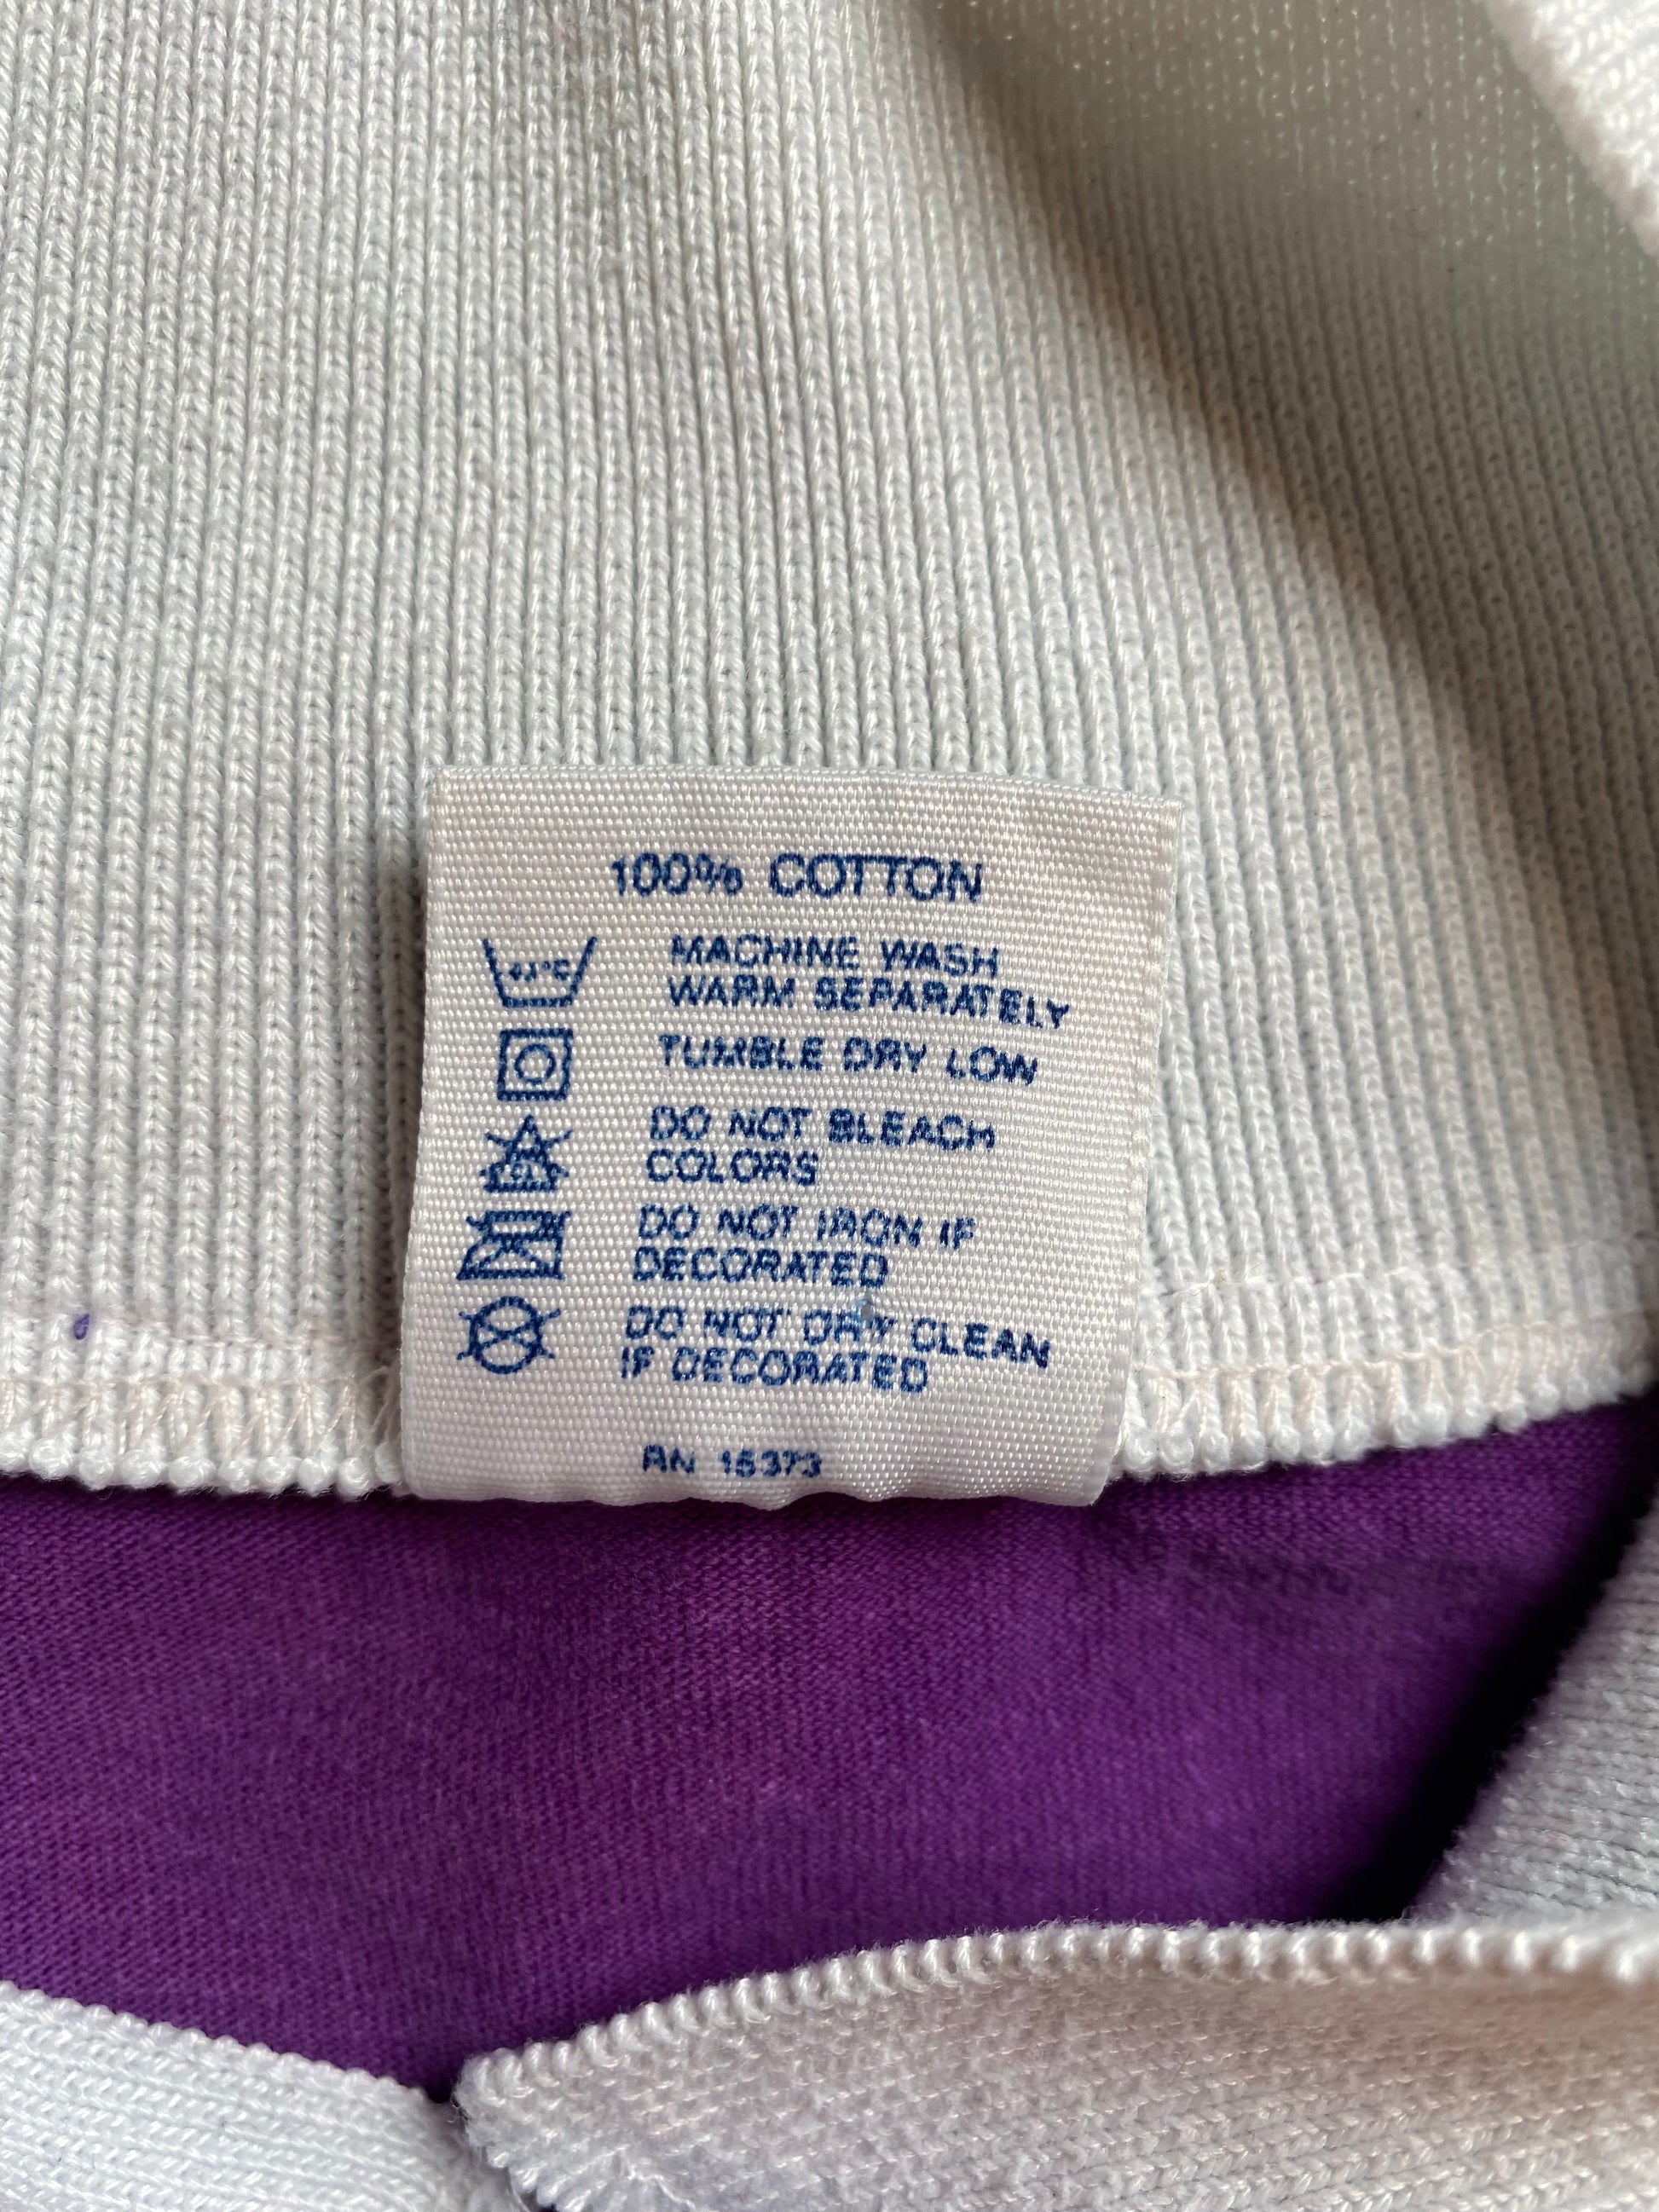 100% COTTON
MACHINE WASH
WARM SEPARATELY
TUMBLE DRY LOW
DO NOT BLEACH
COLORS
DO NOT IRON IF
DECORATED
DO NOT DRY CLEAN
IF DECORATED
RN 15373